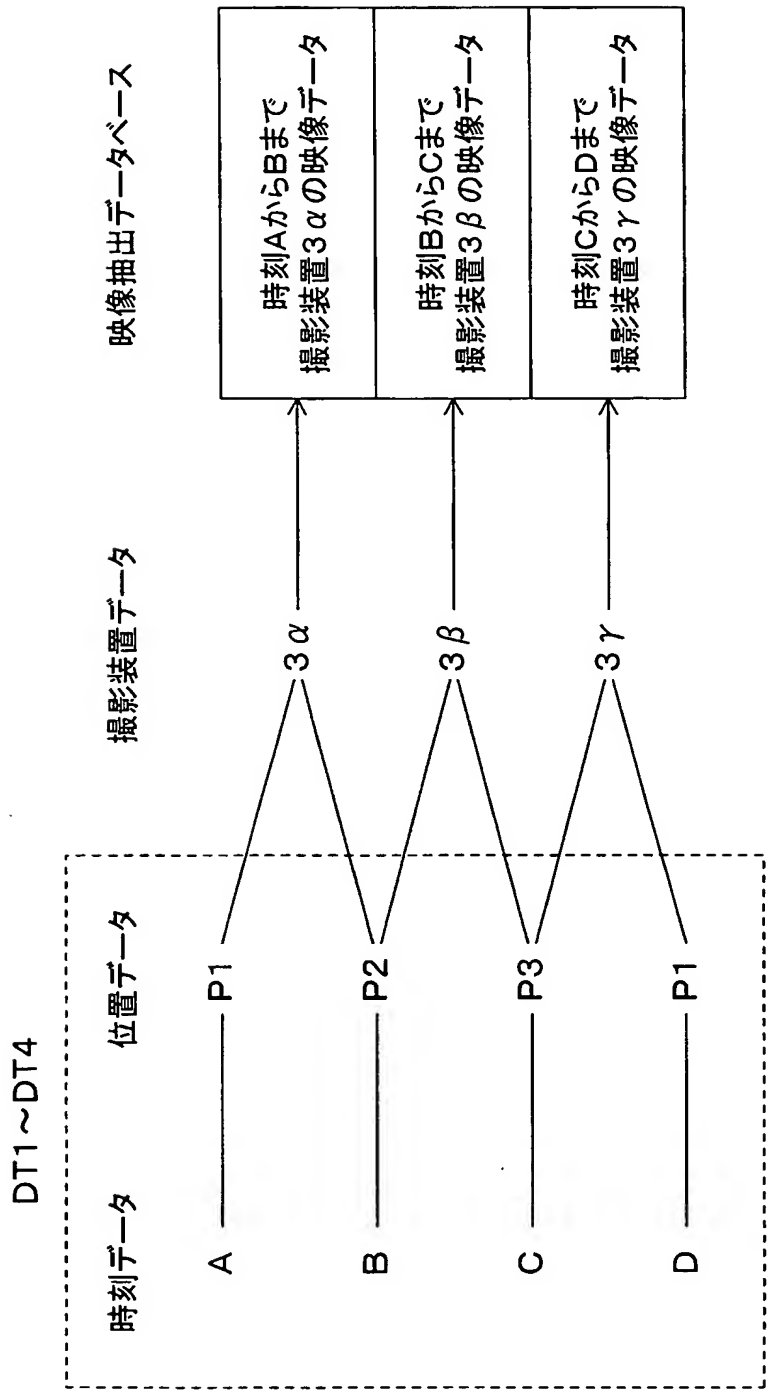 DT1～DT4
時刻データ
位置データ
撮影装置データ
映像抽出データベース
A
P1
3α
時刻AからBまで
撮影装置3αの映像データ
B
P2
3β
時刻BからCまで
撮影装置3βの映像データ
C
P3
3γ
時刻CからDまで
撮影装置3γの映像データ
D
P1